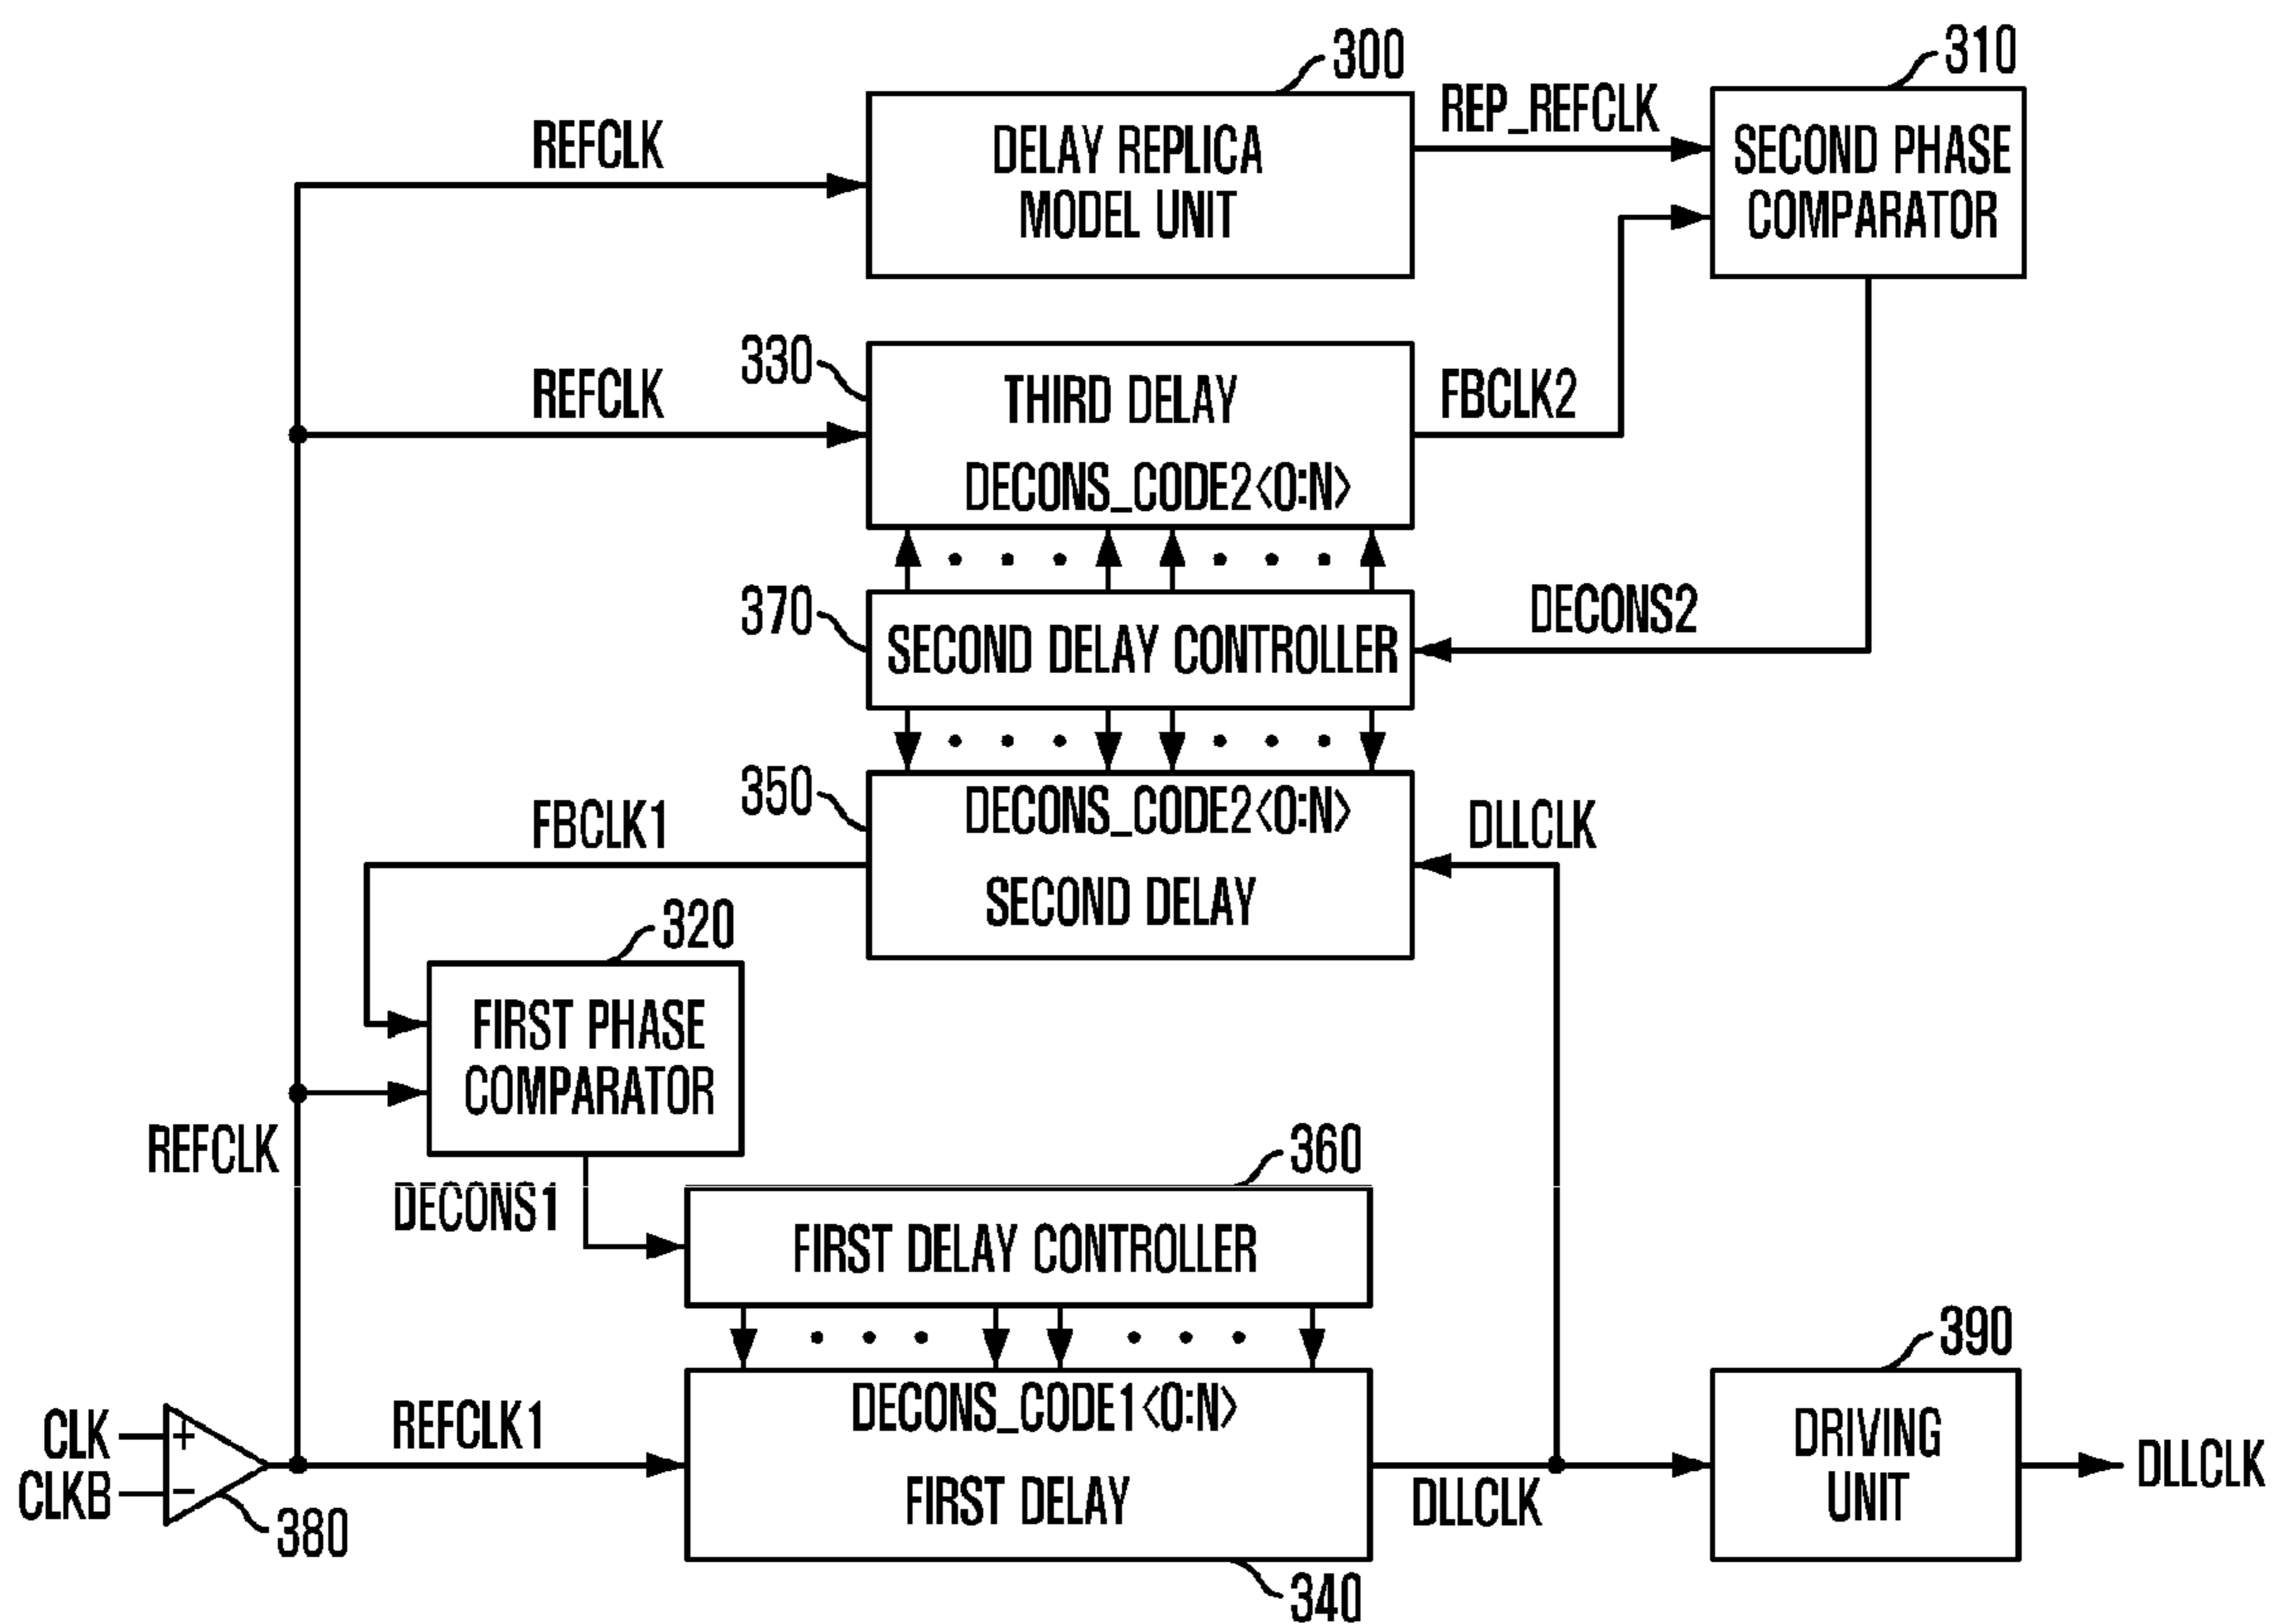 300
310
REFCLK
DELAY REPLICA
MODEL UNIT
REP_REFCLK
SECOND PHASE
COMPARATOR
330
REFCLK
THIRD DELAY
DECONS_CODE2<0:N>
FBCLK2
370
SECOND DELAY CONTROLLER
DECONS2
350
FBCLK1
DECONS_CODE2<0:N>
SECOND DELAY
DLLCLK
320
FIRST PHASE
COMPARATOR
REFCLK
DECONS1
360
FIRST DELAY CONTROLLER
390
CLK
CLKB
+
−
380
REFCLK1
DECONS_CODE1<0:N>
FIRST DELAY
DLLCLK
DRIVING
UNIT
DLLCLK
340